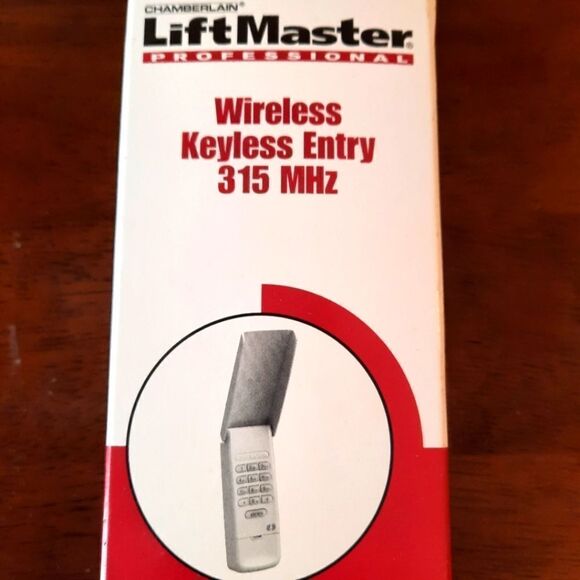 CHAMBERLAIN®
LiftMaster®
PROFESSIONAL
Wireless
Keyless Entry
315 MHz